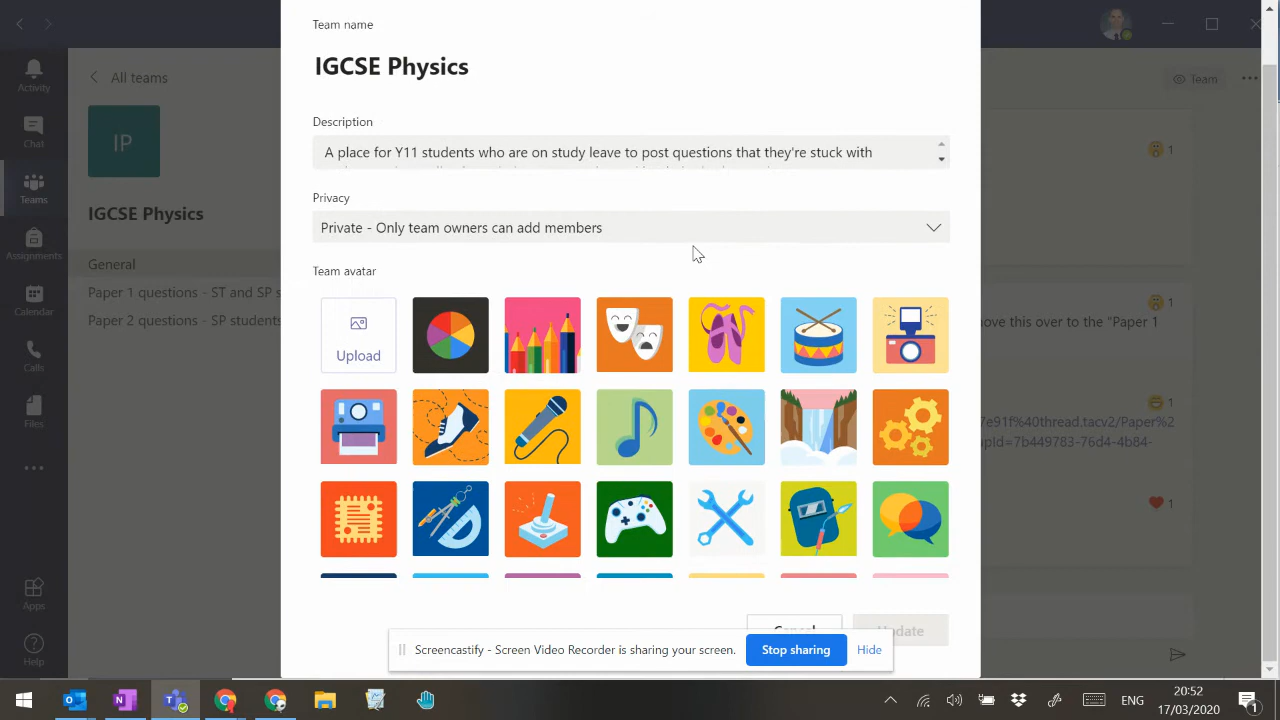 Team name
IGCSE Physics
Description
A place for Y11 students who are on study leave to post questions that they're stuck with
Privacy
Private - Only team owners can add members
Team avatar
Upload
Cancel
Update
Screencastify - Screen Video Recorder is sharing your screen.
Stop sharing
Hide
Activity
Chat
Teams
Assignments
Calendar
Calls
Files
Apps
Help
All teams
IP
IGCSE Physics
General
Paper 1 questions - ST and SP s
Paper 2 questions - SP students
Team
1
1
ove this over to the "Paper 1
1
7e91f%40thread.tacv2/Paper%2
upId=7b449783-76d4-4b84-
1
ENG
20:52
17/03/2020
1